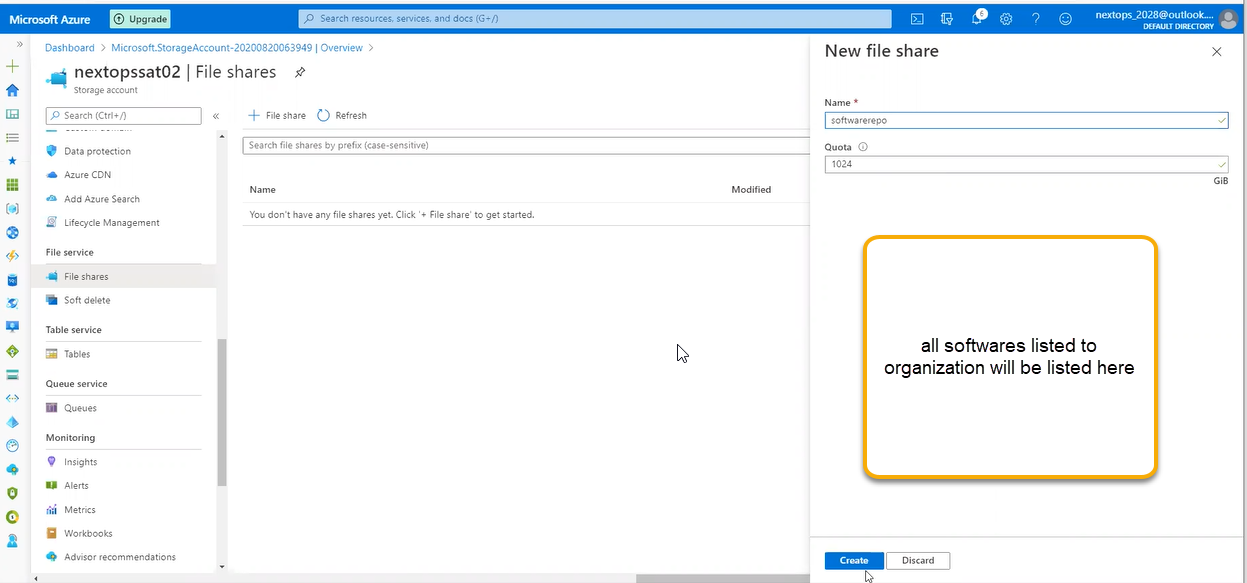 Microsoft Azure
Upgrade
Search resources, services, and docs (G+/)
6
nextops_2028@outlook....
DEFAULT DIRECTORY
Dashboard > Microsoft.StorageAccount-20200820063949 | Overview >
nextopssat02 | File shares
Storage account
Search (Ctrl+/)
Custom domain
Data protection
Azure CDN
Add Azure Search
Lifecycle Management
File service
File shares
Soft delete
Table service
Tables
Queue service
Queues
Monitoring
Insights
Alerts
Metrics
Workbooks
Advisor recommendations
File share
Refresh
Search file shares by prefix (case-sensitive)
Name Modified
You don't have any file shares yet. Click '+ File share' to get started.
New file share
Name *
softwarerepo
Quota
1024
GiB
all softwares listed to
organization will be listed here
Create Discard